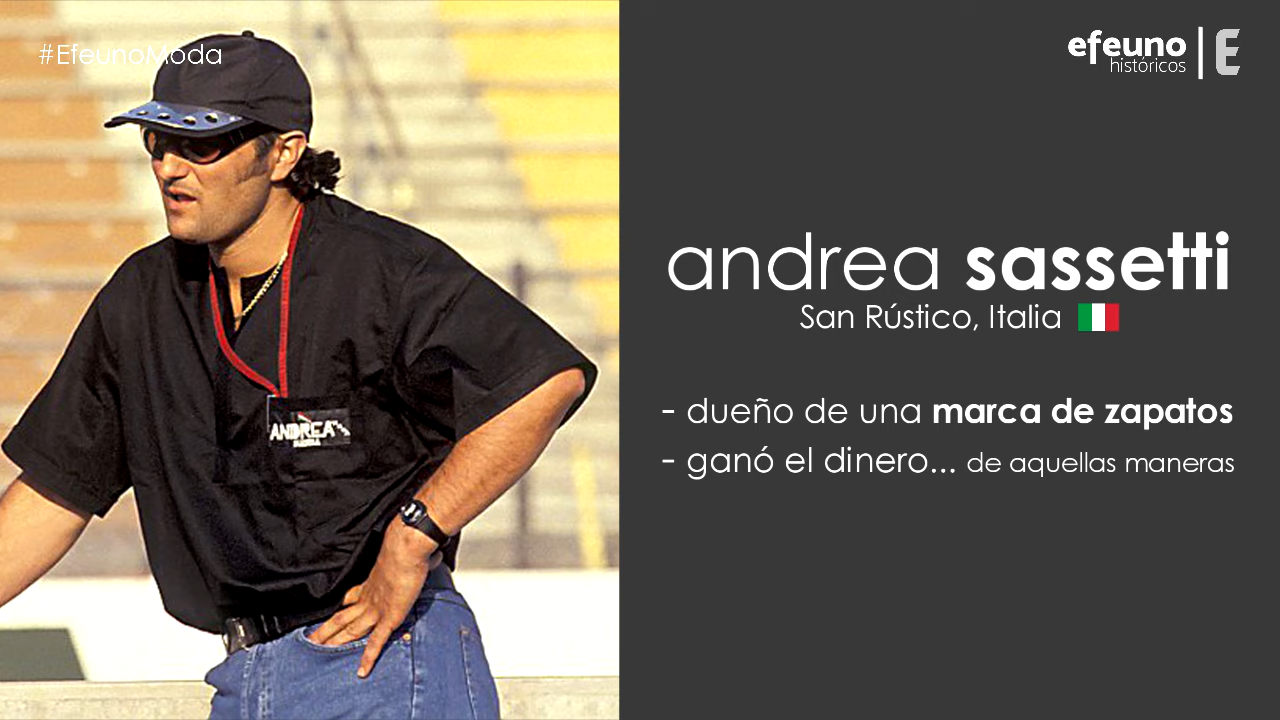 #EfeunoModa
efeuno
históricos
E
andrea sassetti
San Rústico, Italia
- dueño de una marca de zapatos
- ganó el dinero... de aquellas maneras
ANDREA